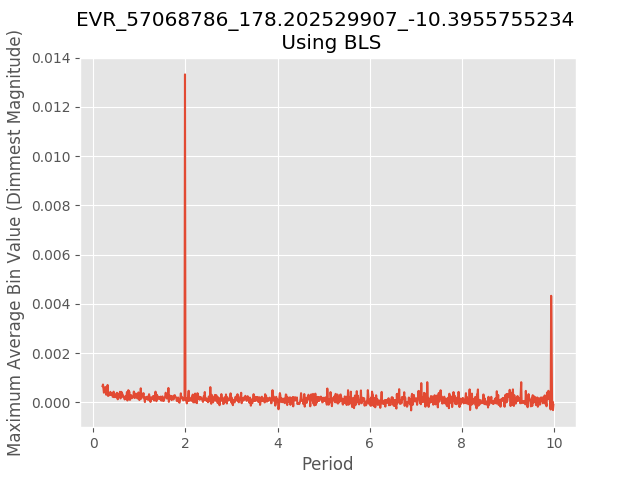 EVR_57068786_178.202529907_-10.3955755234
Using BLS
Maximum Average Bin Value (Dimmest Magnitude)
0.014
0.012
0.010
0.008
0.006
0.004
0.002
0.000
0 2 4 6 8 10
Period